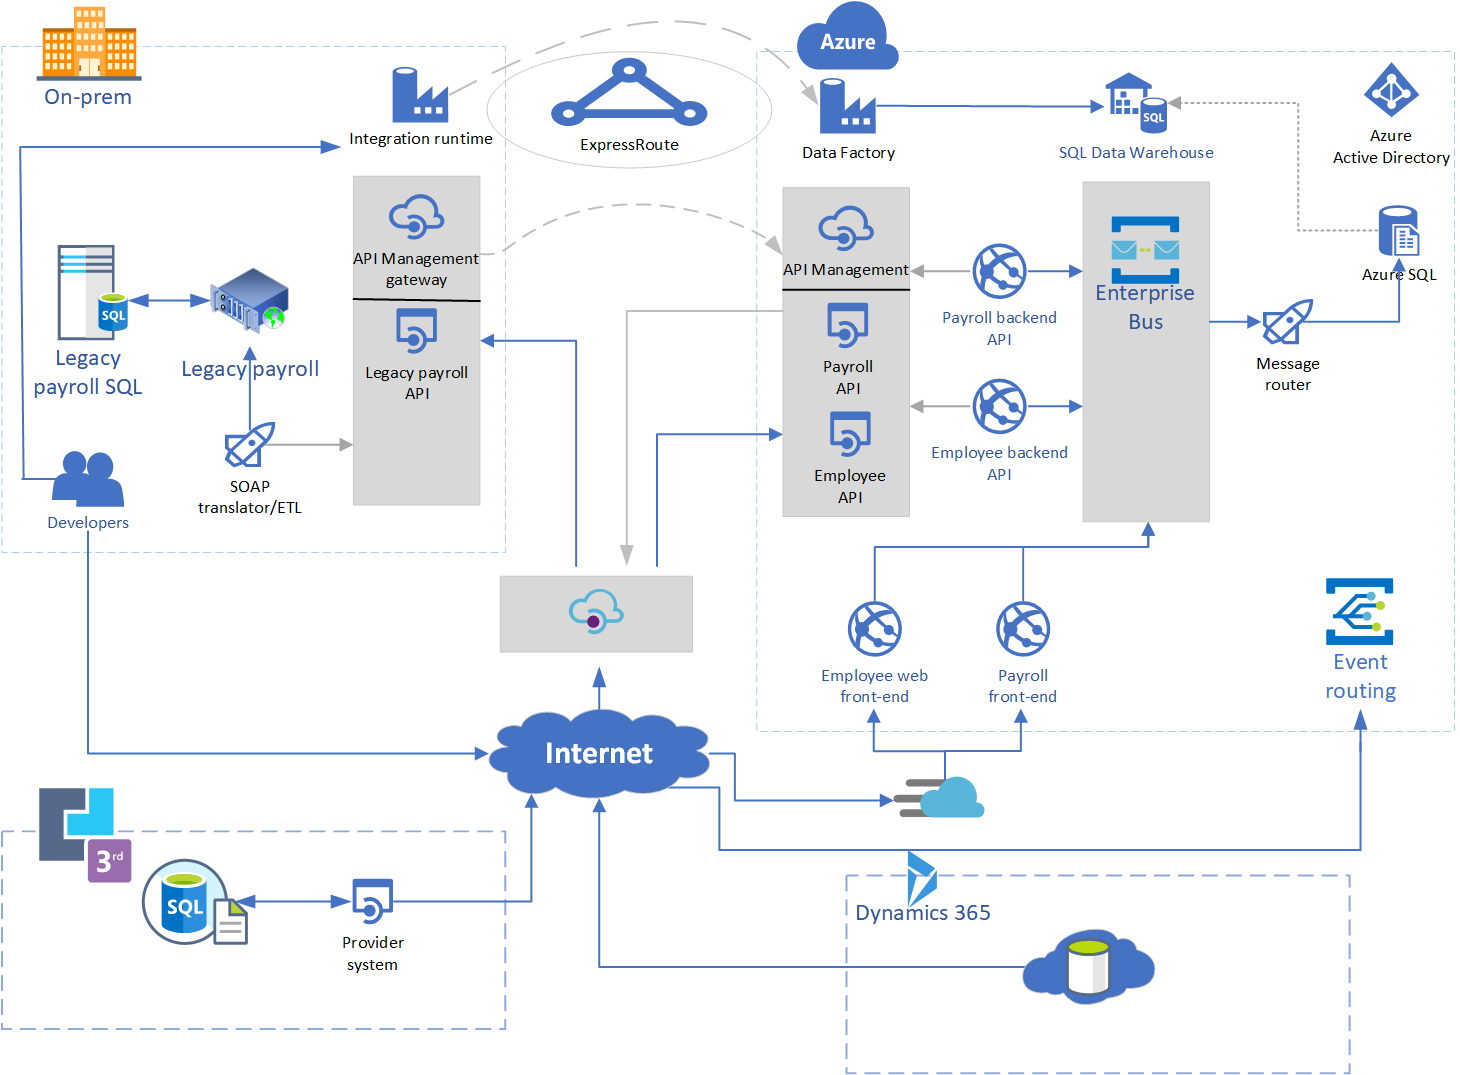 On-prem
Integration runtime
ExpressRoute
Azure
Data Factory
SQL
SQL Data Warehouse
Azure
Active Directory
API Management
gateway
Legacy payroll
API
SQL
Legacy
payroll SQL
Legacy payroll
SOAP
translator/ETL
Developers
API Management
Payroll
API
Employee
API
Payroll backend
API
Employee backend
API
Enterprise
Bus
Message
router
Azure SQL
Employee web
front-end
Payroll
front-end
Event
routing
Internet
3rd
SQL
Provider
system
Dynamics 365